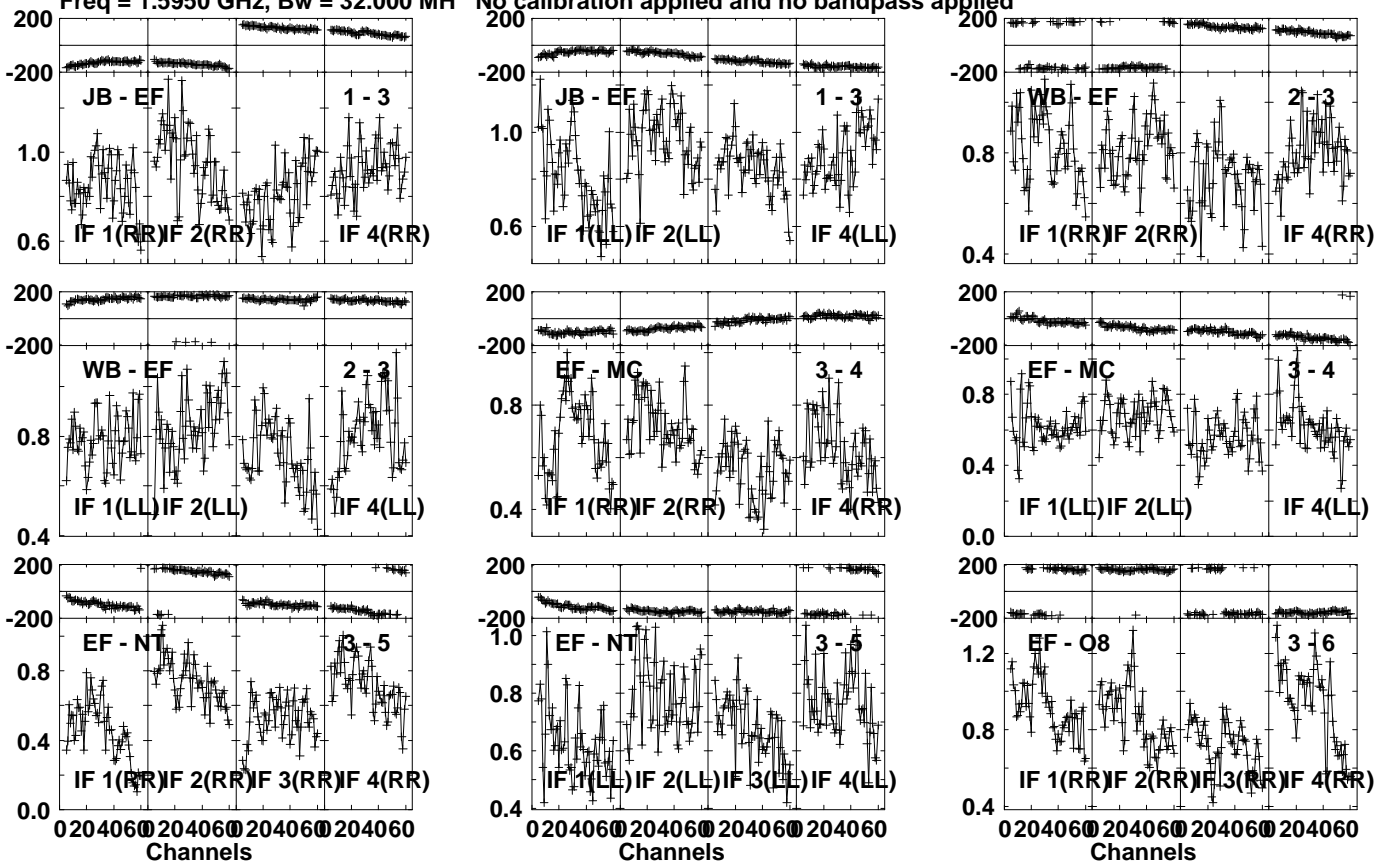 Freq = 1.5950 GHz, Bw = 32.000 MH No calibration applied and no bandpass applied
200 -200 JB - EF 1 - 3
1.0
0.6 IF 1(RR) IF 2(RR) IF 4(RR)
JB - EF 1 - 3
1.0
0.6 IF 1(LL) IF 2(LL) IF 4(LL)
200 -200 WB - EF 2 - 3
0.8
0.4 IF 1(RR) IF 2(RR) IF 4(RR)
200 -200 WB - EF 2 - 3
0.8
0.4 IF 1(LL) IF 2(LL) IF 4(LL)
200 -200 EF - MC 3 - 4
0.8
0.4 IF 1(RR) IF 2(RR) IF 4(RR)
200 -200 EF - MC 3 - 4
0.8
0.4
0.0 IF 1(LL) IF 2(LL) IF 4(LL)
200 -200 EF - NT 3 - 5
0.8
0.4
0.0 IF 1(RR) IF 2(RR) IF 3(RR) IF 4(RR)
0 20 40 60 0 20 40 60 0 20 40 60 0 20 40 60
Channels
200 -200 EF - NT 3 - 5
1.0
0.8
0.6
0.4 IF 1(LL) IF 2(LL) IF 3(LL) IF 4(LL)
0 20 40 60 0 20 40 60 0 20 40 60 0 20 40 60
Channels
200 -200 EF - O8 3 - 6
1.2
0.8
0.4 IF 1(RR) IF 2(RR) IF 3(RR) IF 4(RR)
0 20 40 60 0 20 40 60 0 20 40 60 0 20 40 60
Channels